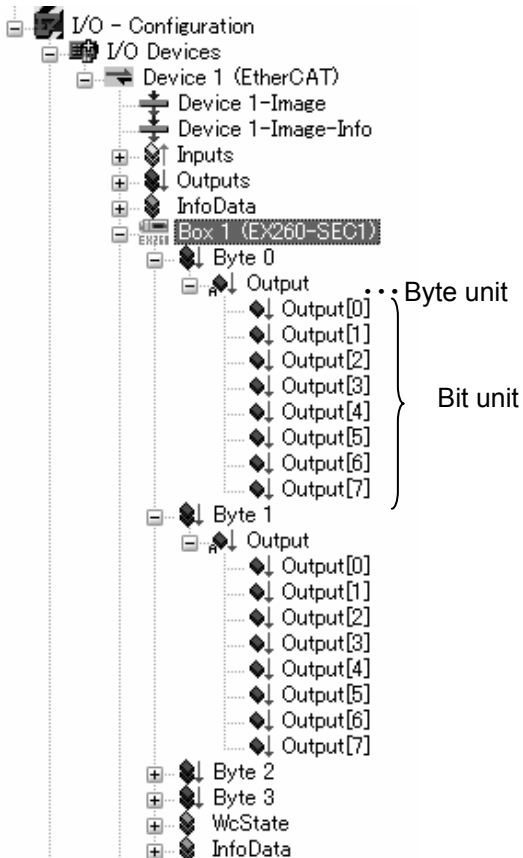 I/O - Configuration
I/O Devices
Device 1 (EtherCAT)
Device 1-Image
Device 1-Image-Info
Inputs
Outputs
InfoData
EX260 Box 1 (EX260-SEC1)
Byte 0
Output ･･･Byte unit
Output[0]
Output[1]
Output[2]
Output[3]
Output[4] Bit unit
Output[5]
Output[6]
Output[7]
Byte 1
Output
Output[0]
Output[1]
Output[2]
Output[3]
Output[4]
Output[5]
Output[6]
Output[7]
Byte 2
Byte 3
WcState
InfoData